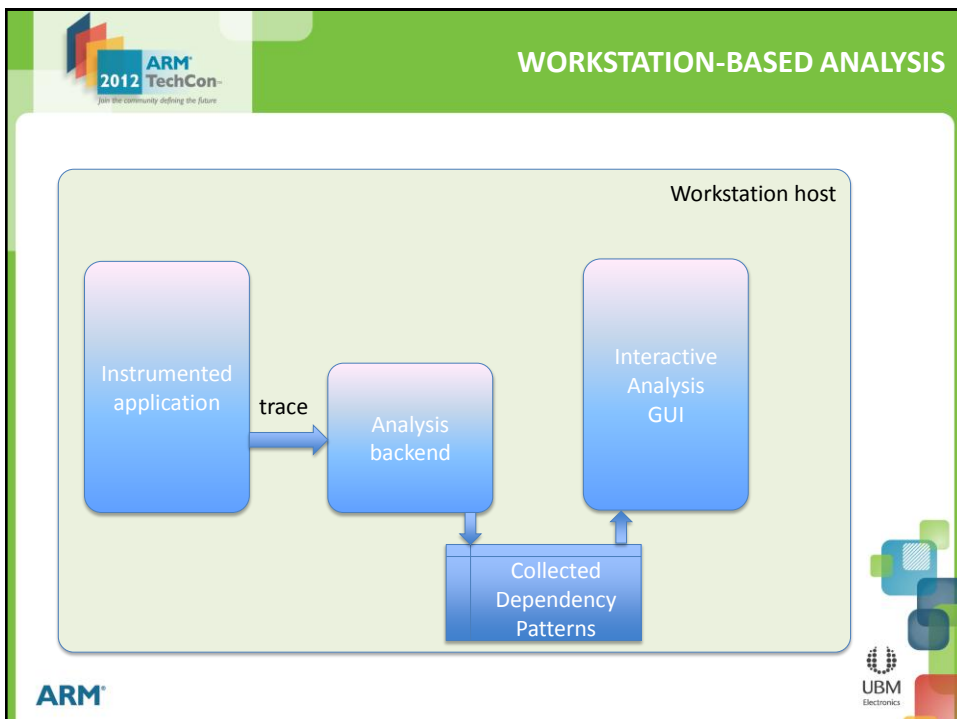 ARM®
2012 TechCon™
Join the community defining the future
WORKSTATION-BASED ANALYSIS
Workstation host
Instrumented
application
trace
Analysis
backend
Interactive
Analysis
GUI
Collected
Dependency
Patterns
ARM®
UBM
Electronics